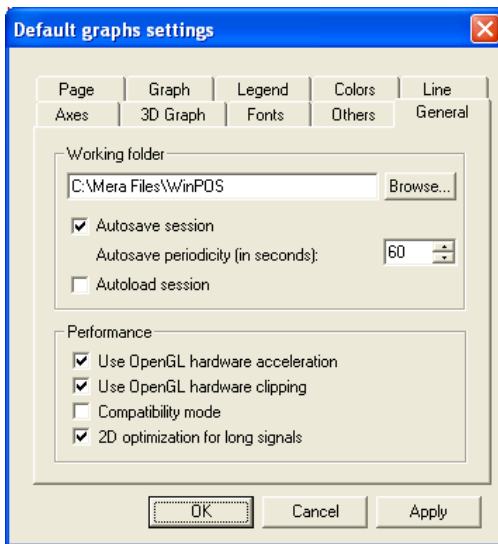 Default graphs settings
Page Graph Legend Colors Line
Axes 3D Graph Fonts Others General
Working folder
C:\Mera Files\WinPOS Browse...
Autosave session
Autosave periodicity (in seconds): 60
Autoload session
Performance
Use OpenGL hardware acceleration
Use OpenGL hardware clipping
Compatibility mode
2D optimization for long signals
OK Cancel Apply